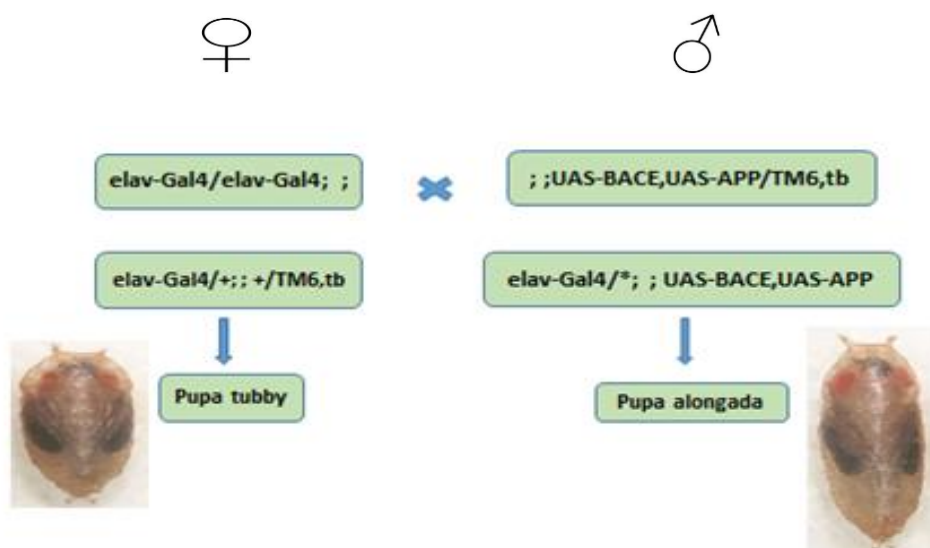 elav-Gal4/elav-Gal4; ;
; ;UAS-BACE,UAS-APP/TM6,tb
elav-Gal4/+; ; +/TM6,tb
elav-Gal4/*; ; UAS-BACE,UAS-APP
Pupa tubby
Pupa alongada